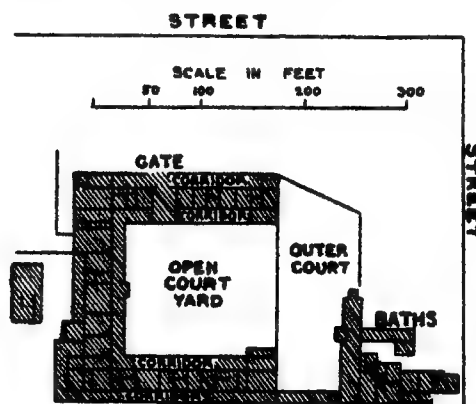 STREET
SCALE IN FEET
50 100 200 300
STREET
GATE
CORRIDOR
CORRIDOR
OPEN
COURT
YARD
OUTER
COURT
BATHS
CORRIDOR
CORRIDOR